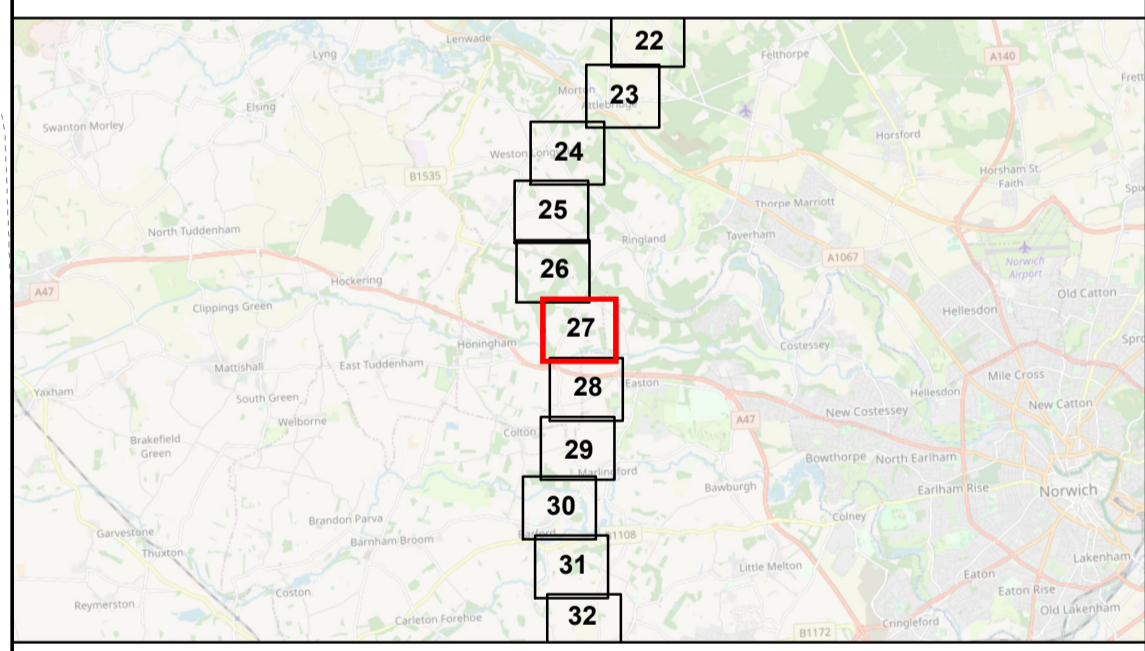 22
Lenwade
Lyng
Felthorpe
A140
Morton
Attlebridge
23
Elsing
Swanton Morley
Horsford
24
Weston Long
Horsham St.
Faith
B1535
Thorpe Marriott
25
North Tuddenham
Ringland
Taverham
A1067
Norwich
Airport
26
Hockering
A47
Clippings Green
Old Catton
Hellesdon
27
Honingham
Costessey
Mattishall
East Tuddenham
Mile Cross
28
Easton
Yaxham
South Green
Hellesdon
New Catton
New Costessey
A47
Welborne
Colton
Brakefield
Green
29
Marlingford
Bowthorpe
North Earlham
Bawburgh
Earlham Rise
Norwich
30
Brandon Parva
Colney
Garvestone
Barnham Broom
1108
Thuxton
Lakenham
31
Little Melton
Eaton
Coston
Eaton Rise
Reymerston
Old Lakenham
32
Carleton Forehoe
Cringleford
B1172